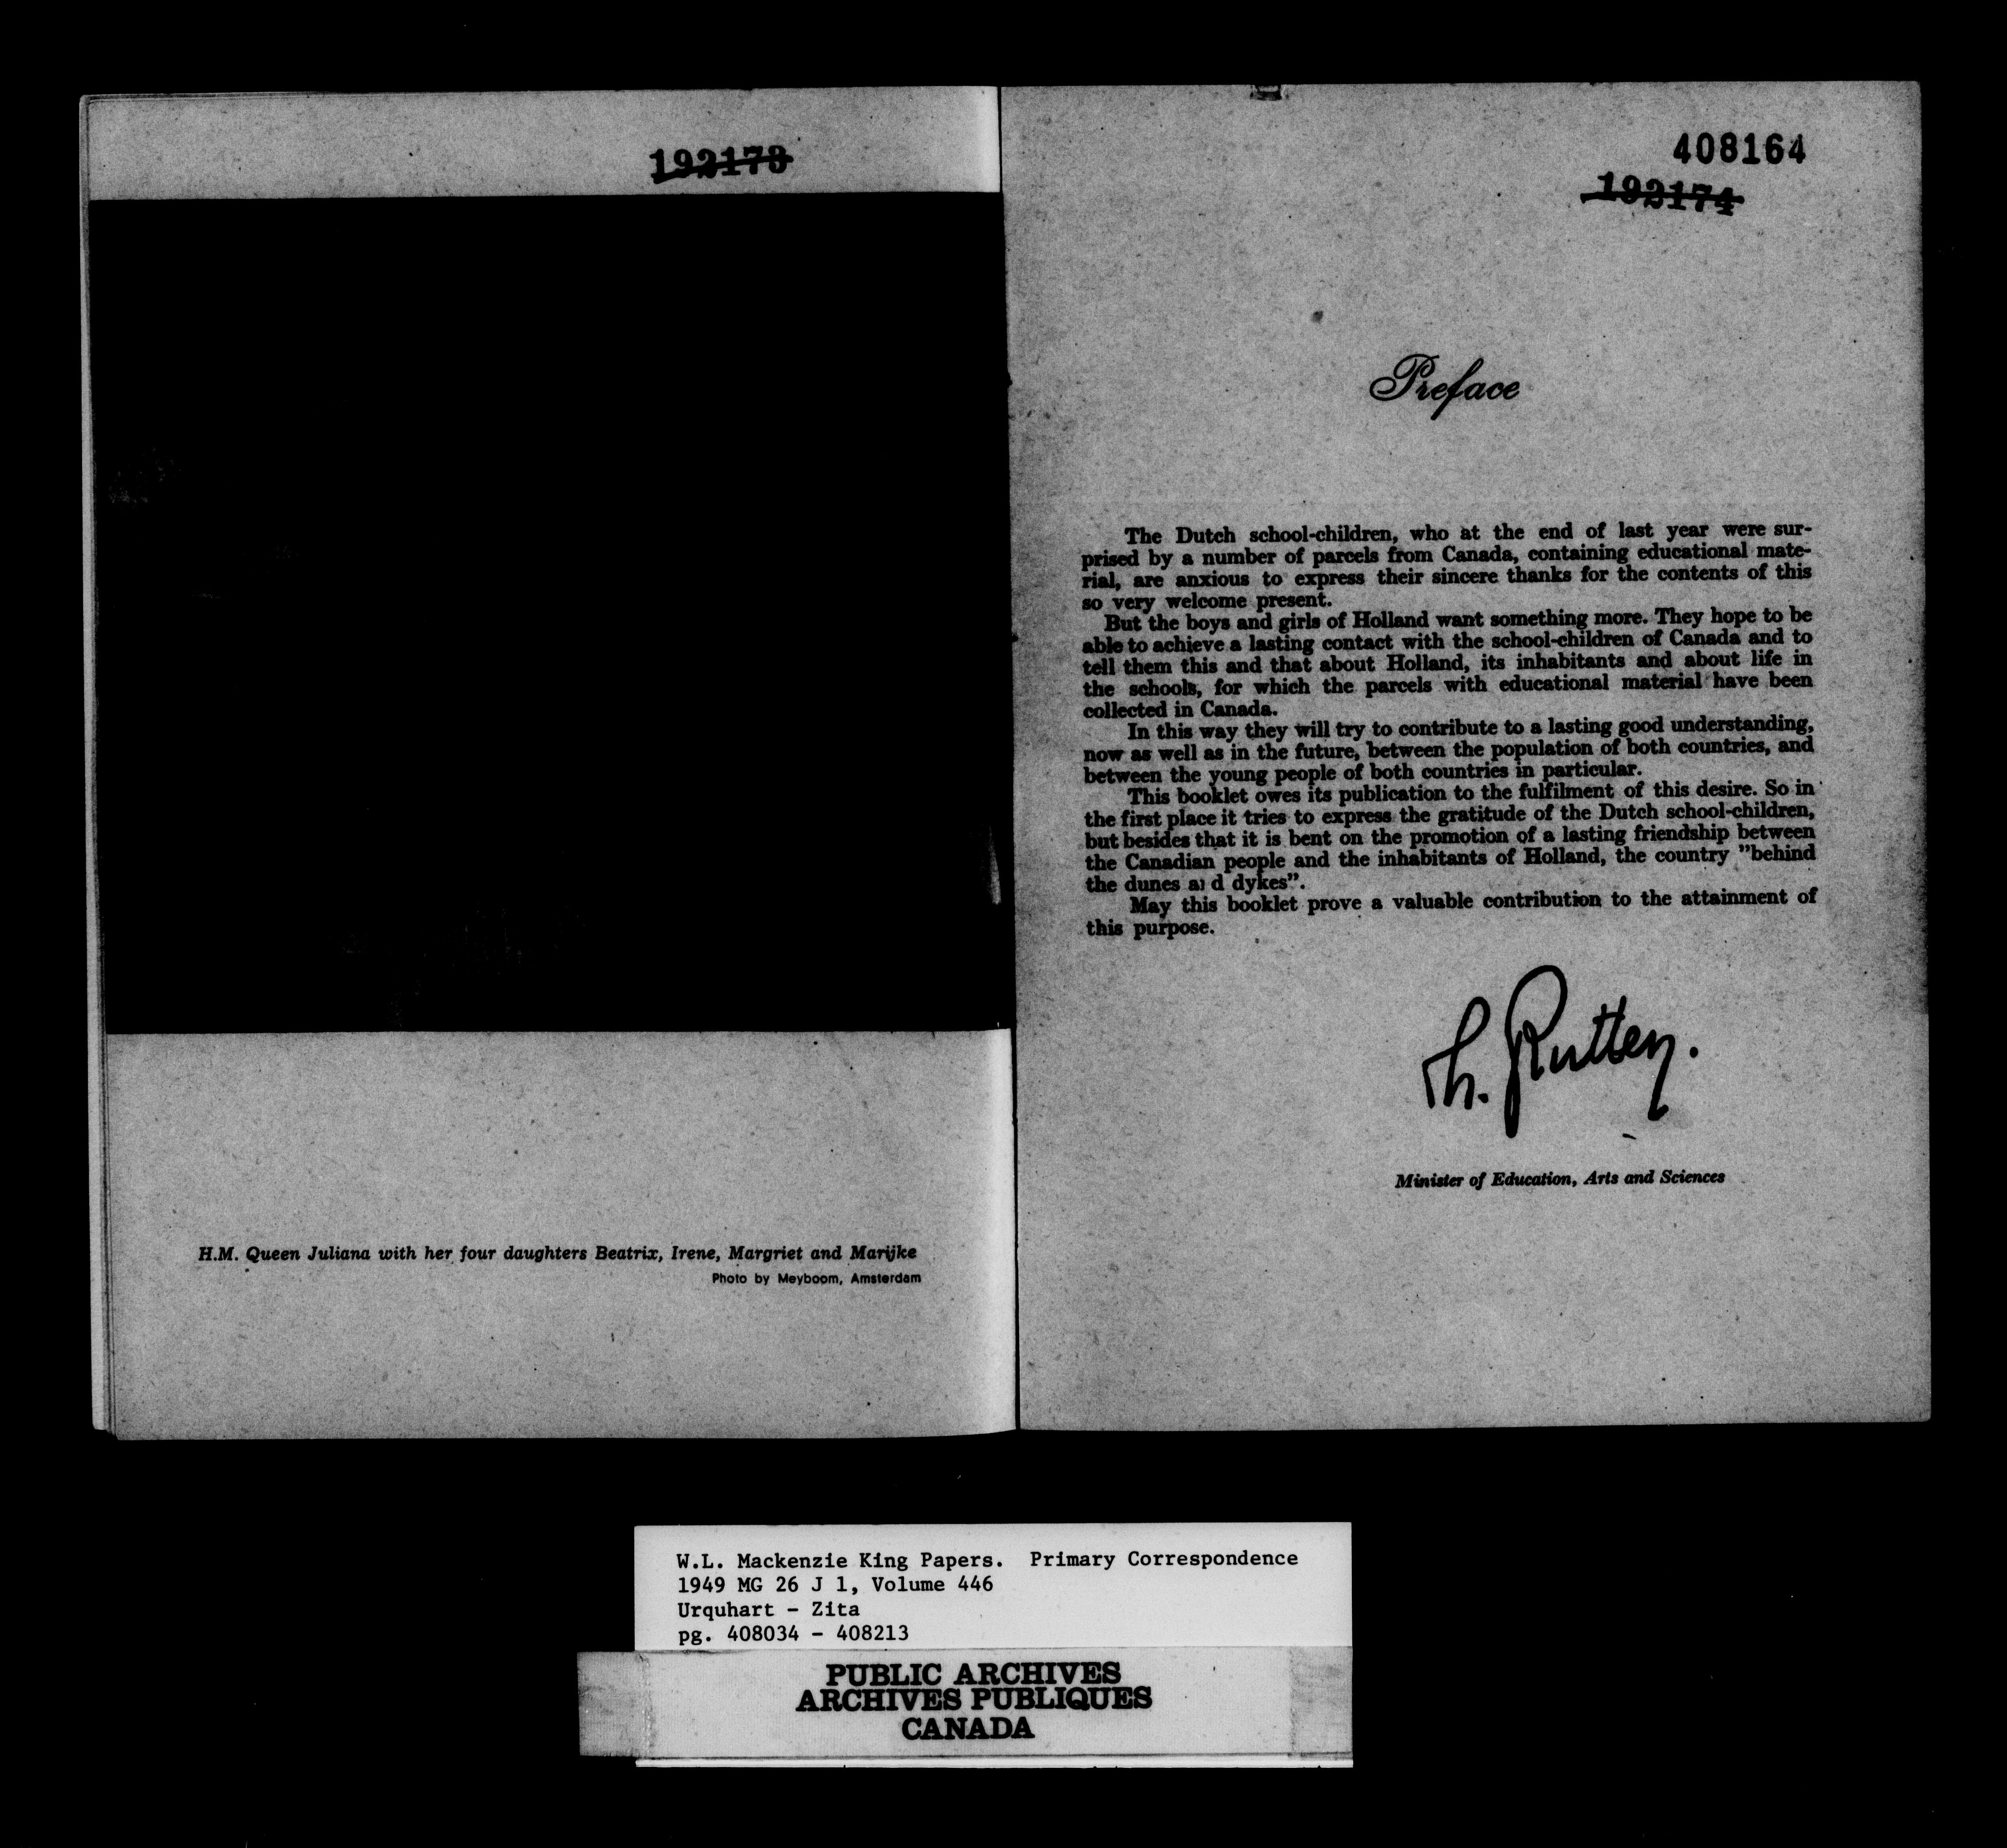 192173
H.M. Queen Juliana with her four daughters Beatrix, Irene, Margriet and Marijke
Photo by Meyboom, Amsterdam
408164
192174
Preface
The Dutch school-children, who at the end of last year were sur-
prised by a number of parcels from Canada, containing educational mate-
rial, are anxious to express their sincere thanks for the contents of this
so very welcome present.
But the boys and girls of Holland want something more. They hope to be
able to achieve a lasting contact with the school-children of Canada and to
tell them this and that about Holland, its inhabitants and about life in
the schools, for which the parcels with educational material have been
collected in Canada.
In this way they will try to contribute to a lasting good understanding,
now as well as in the future, between the population of both countries, and
between the young people of both countries in particular.
This booklet owes its publication to the fulfilment of this desire. So in
the first place it tries to express the gratitude of the Dutch school-children,
but besides that it is bent on the promotion of a lasting friendship between
the Canadian people and the inhabitants of Holland, the country ”behind
the dunes a d dykes”.
May this booklet prove a valuable contribution to the attainment of
this purpose.
Th. Rutten.
Minister of Education, Arts and Sciences
W.L. Mackenzie King Papers. Primary Correspondence
1949 MG 26 J 1, Volume 446
Urquhart - Zita
pg. 408034 - 408213
PUBLIC ARCHIVES
ARCHIVES PUBLIQUES
CANADA